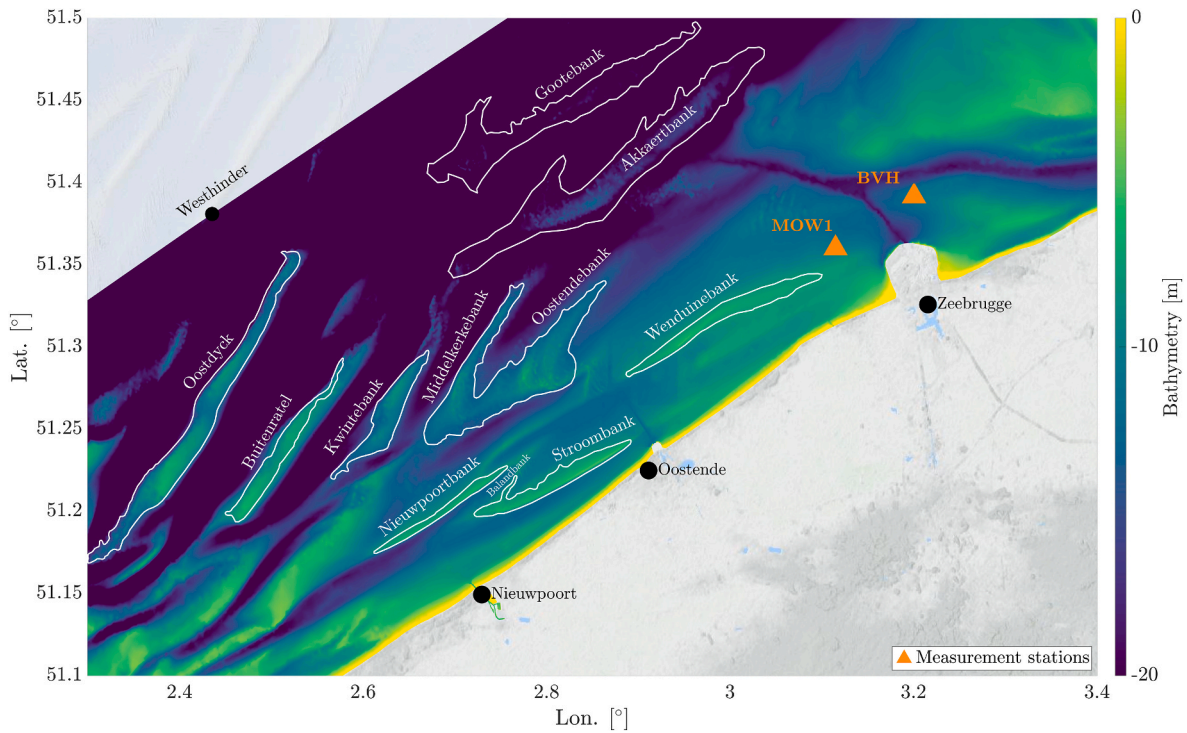 51.5
51.45
51.4
51.35
51.3
51.25
51.2
51.15
51.1
Lat. [°]
2.4
2.6
2.8
3
3.2
3.4
Lon. [°]
0
-10
-20
Bathymetry [m]
Gootebank
Akkaertbank
Westhinder
BVH
MOW1
Oostendebank
Middelkerkebank
Wenduinebank
Zeebrugge
Oostdyck
Buitenratel
Kwintebank
Stroombank
Balandbank
Nieuwpoortbank
Oostende
Nieuwpoort
Measurement stations